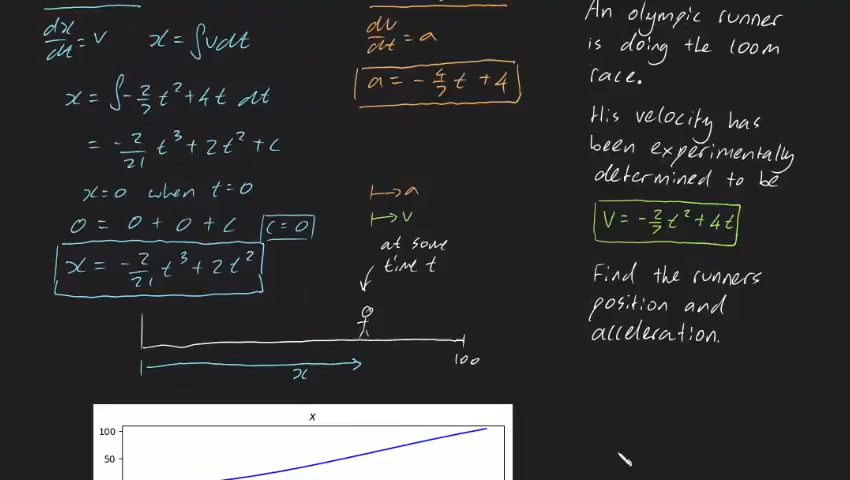 dx/dt = v   x = ∫vdt
x = ∫-2/7 t² + 4t dt
= -2/21 t³ + 2t² + c
x=0 when t=0
0 = 0 + 0 + c   c=0
x = -2/21 t³ + 2t²
dv/dt = a
a = -4/7 t + 4
→ a
→ v
at some
time t
100
x
x
100
50
An olympic runner
is doing the 100m
race.
His velocity has
been experimentally
determined to be
V = -2/7 t² + 4t
Find the runners
position and
acceleration.